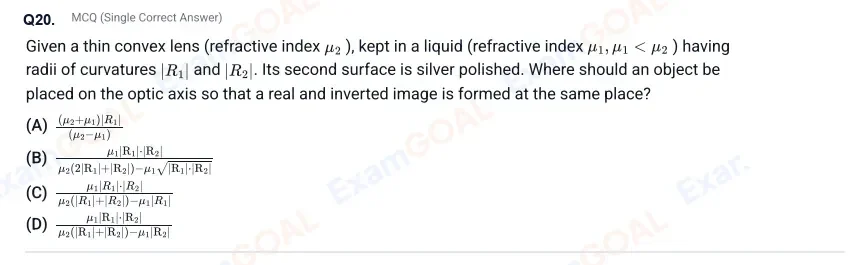 Q20. MCQ (Single Correct Answer)
Given a thin convex lens (refractive index μ₂ ), kept in a liquid (refractive index μ₁, μ₁ < μ₂ ) having
radii of curvatures |R₁| and |R₂|. Its second surface is silver polished. Where should an object be
placed on the optic axis so that a real and inverted image is formed at the same place?
(A) (μ₂+μ₁)|R₁| / (μ₂−μ₁)
(B) μ₁|R₁|·|R₂| / μ₂(2|R₁|+|R₂|)−μ₁√|R₁|·|R₂|
(C) μ₁|R₁|·|R₂| / μ₂(|R₁|+|R₂|)−μ₁|R₁|
(D) μ₁|R₁|·|R₂| / μ₂(|R₁|+|R₂|)−μ₁|R₂|
ExamGOAL